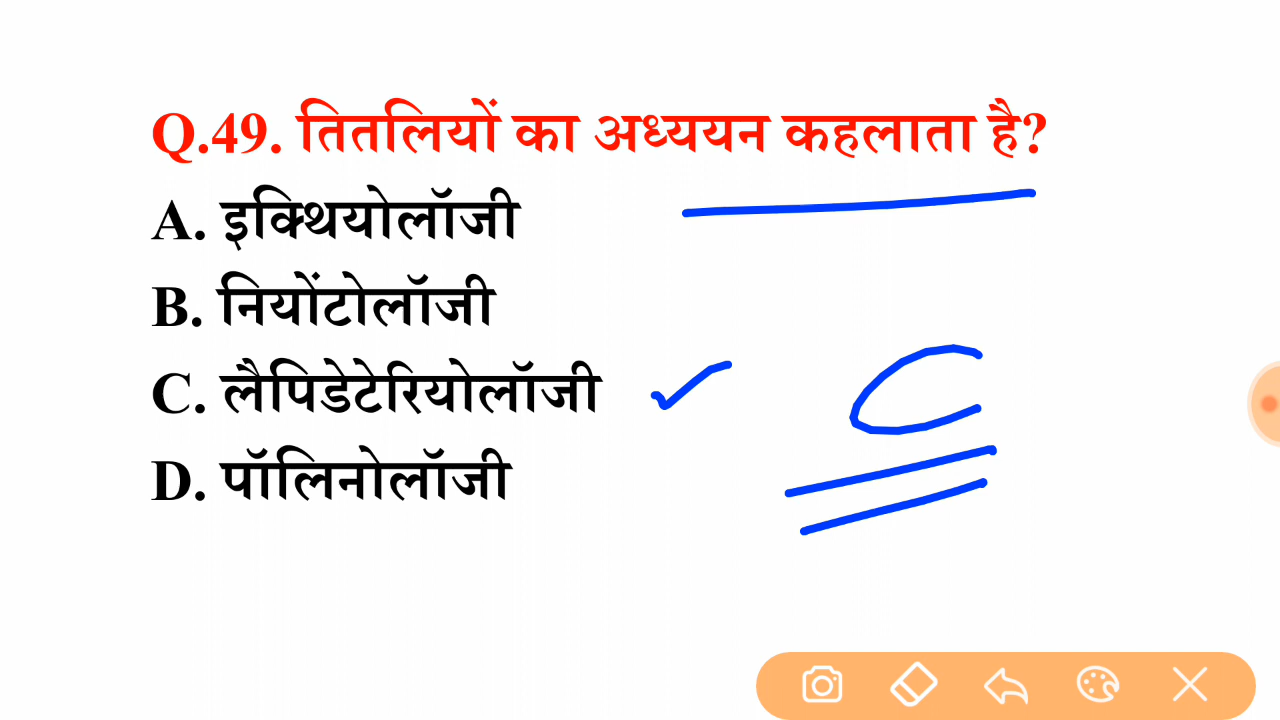 Q.49. तितलियों का अध्ययन कहलाता है?
A. इक्थियोलॉजी
B. नियोंटोलॉजी
C. लैपिडेटेरियोलॉजी
C
D. पॉलिनोलॉजी